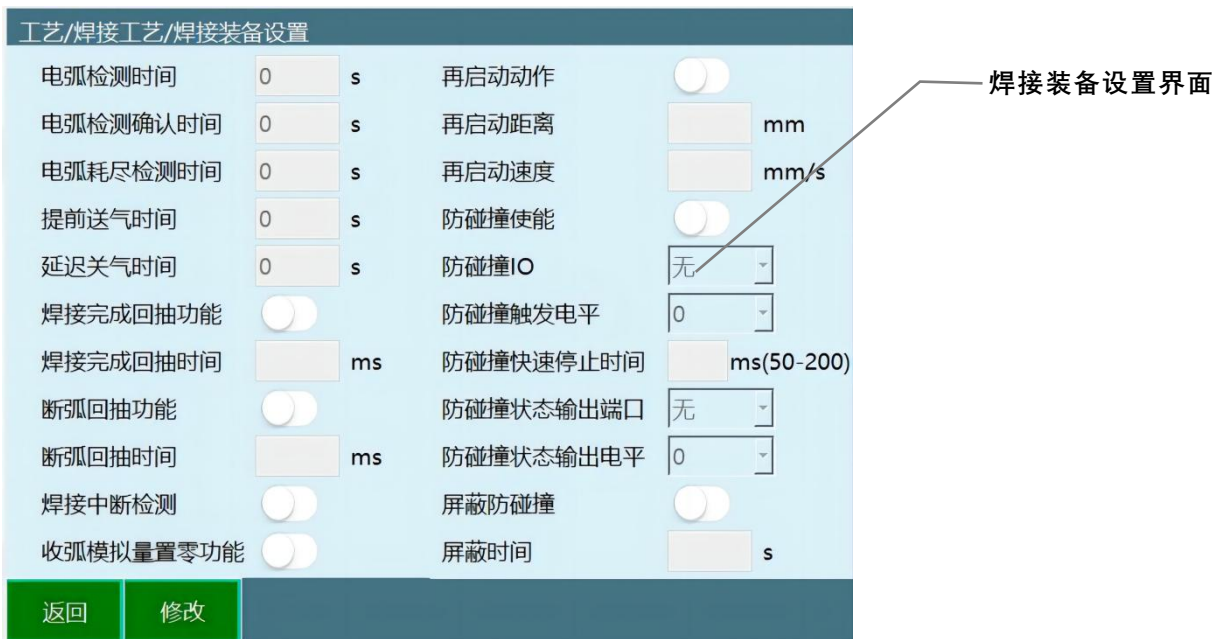 工艺/焊接工艺/焊接装备设置
电弧检测时间 0 s 再启动动作
电弧检测确认时间 0 s 再启动距离 mm
电弧耗尽检测时间 0 s 再启动速度 mm/s
提前送气时间 0 s 防碰撞使能
延迟关气时间 0 s 防碰撞IO 无
焊接完成回抽功能 防碰撞触发电平 0
焊接完成回抽时间 ms 防碰撞快速停止时间 ms(50-200)
断弧回抽功能 防碰撞状态输出端口 无
断弧回抽时间 ms 防碰撞状态输出电平 0
焊接中断检测 屏蔽防碰撞
收弧模拟量置零功能 屏蔽时间 s
返回 修改
焊接装备设置界面